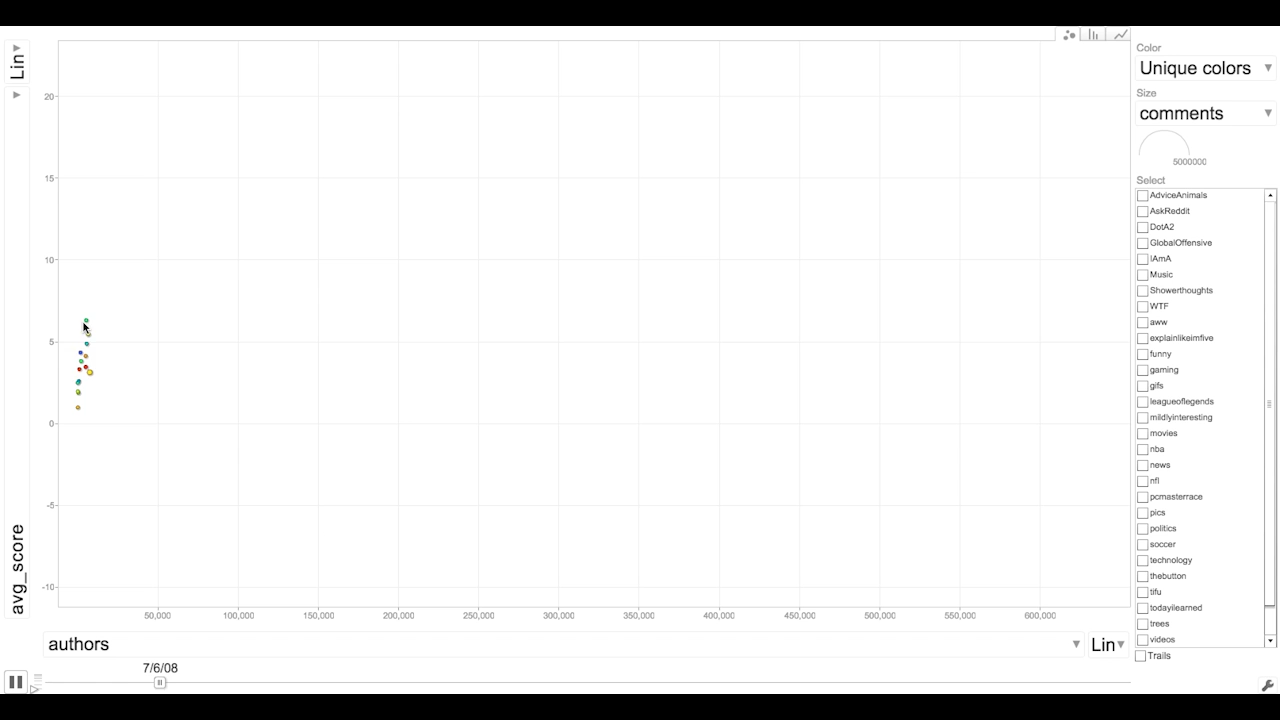 Lin
avg_score
20
15
10
5
0
-5
-10
50,000
100,000
150,000
200,000
250,000
300,000
350,000
400,000
450,000
500,000
550,000
600,000
authors
Lin
7/6/08
Color
Unique colors
Size
comments
5000000
Select
AdviceAnimals
AskReddit
DotA2
GlobalOffensive
IAmA
Music
Showerthoughts
WTF
aww
explainlikeimfive
funny
gaming
gifs
leagueoflegends
mildlyinteresting
movies
nba
news
nfl
pcmasterrace
pics
politics
soccer
technology
thebutton
tifu
todayilearned
trees
videos
Trails